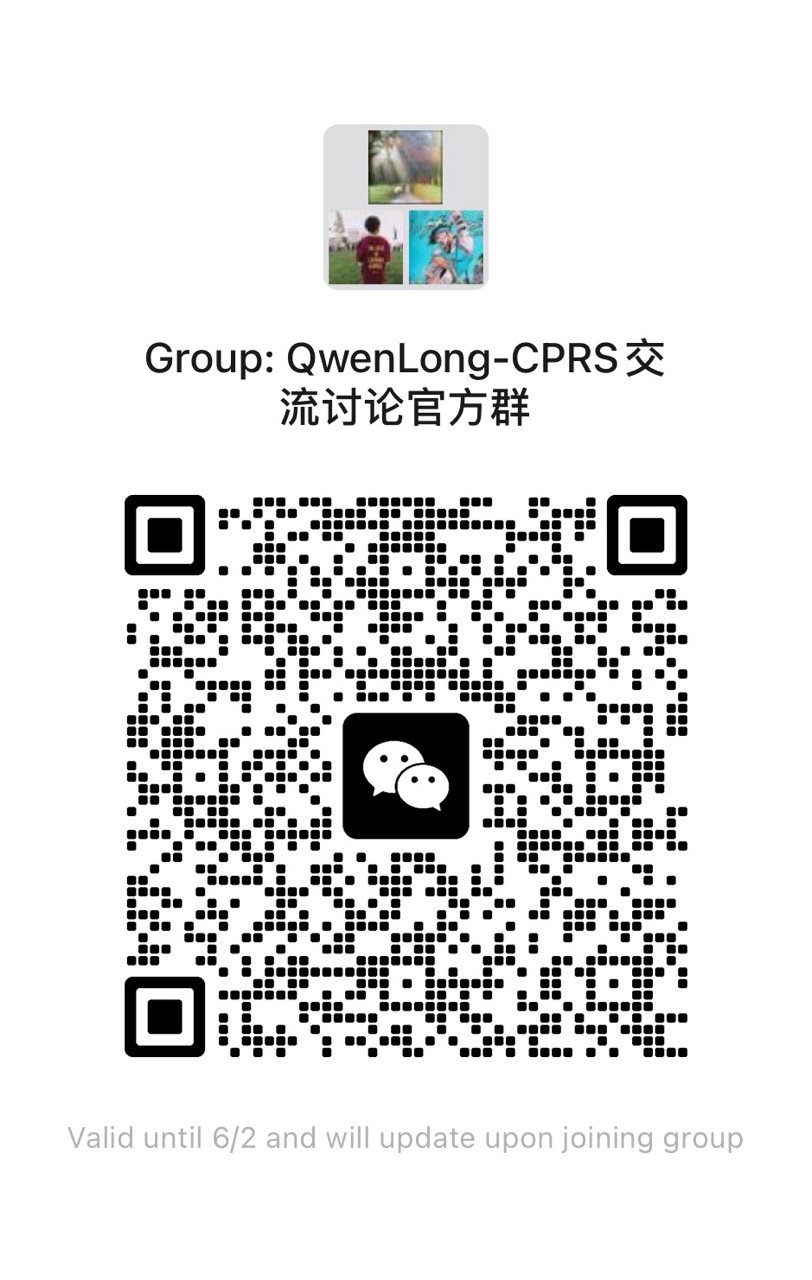 Group: QwenLong-CPRS交
流讨论官方群
Valid until 6/2 and will update upon joining group